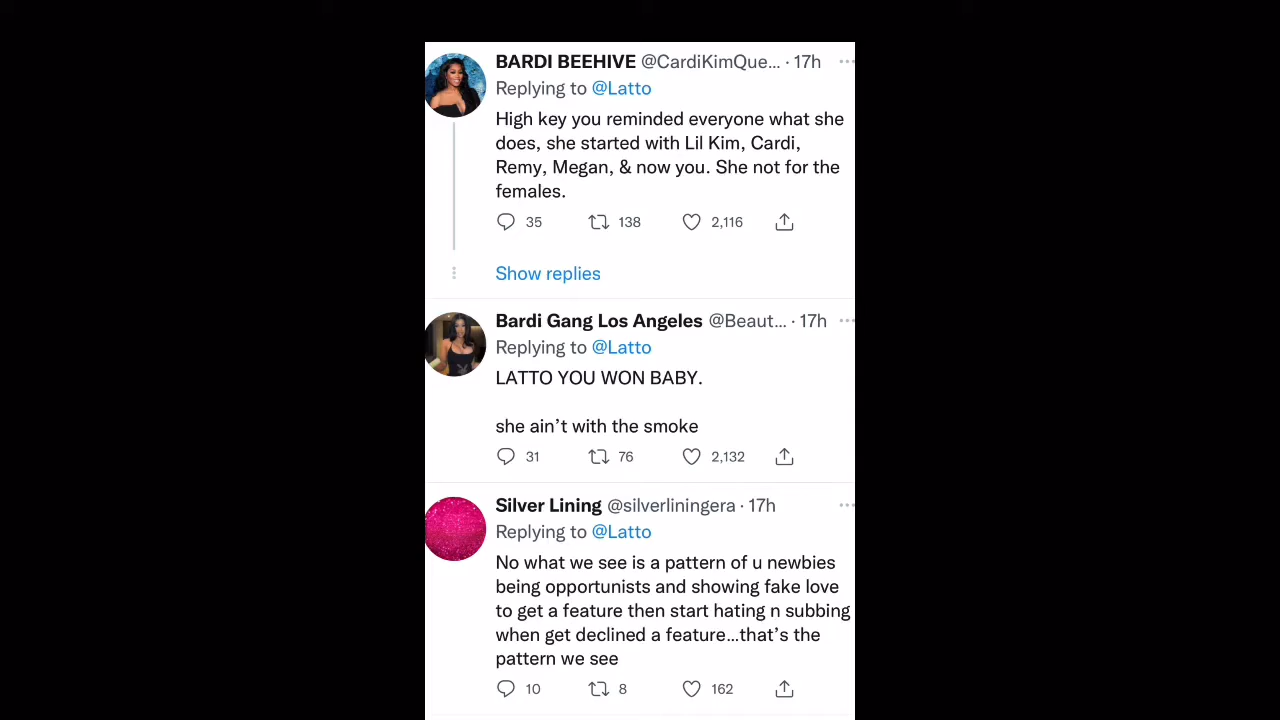 BARDI BEEHIVE @CardiKimQue... · 17h
Replying to @Latto
High key you reminded everyone what she
does, she started with Lil Kim, Cardi,
Remy, Megan, & now you. She not for the
females.
35 138 2,116
Show replies
Bardi Gang Los Angeles @Beaut... · 17h
Replying to @Latto
LATTO YOU WON BABY.
she ain’t with the smoke
31 76 2,132
Silver Lining @silverliningera · 17h
Replying to @Latto
No what we see is a pattern of u newbies
being opportunists and showing fake love
to get a feature then start hating n subbing
when get declined a feature...that’s the
pattern we see
10 8 162